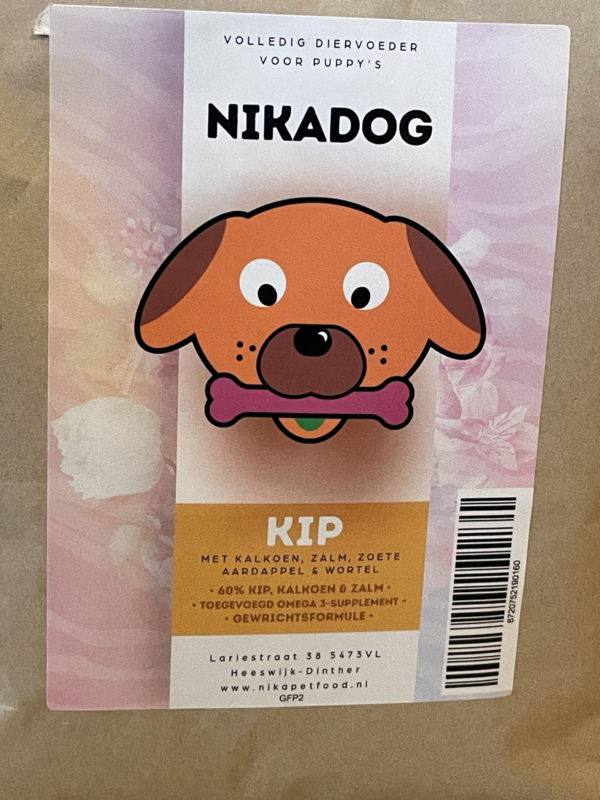 VOLLEDIG DIERVOEDER
VOOR PUPPY'S
NIKADOG
KIP
MET KALKOEN, ZALM, ZOETE
AARDAPPEL & WORTEL
• 60% KIP, KALKOEN & ZALM •
• TOEGEVOEGD OMEGA 3-SUPPLEMENT •
• GEWRICHTSFORMULE •
Lariestraat 38 5473VL
Heeswijk-Dinther
www.nikapetfood.nl
GFP2
8720752190160